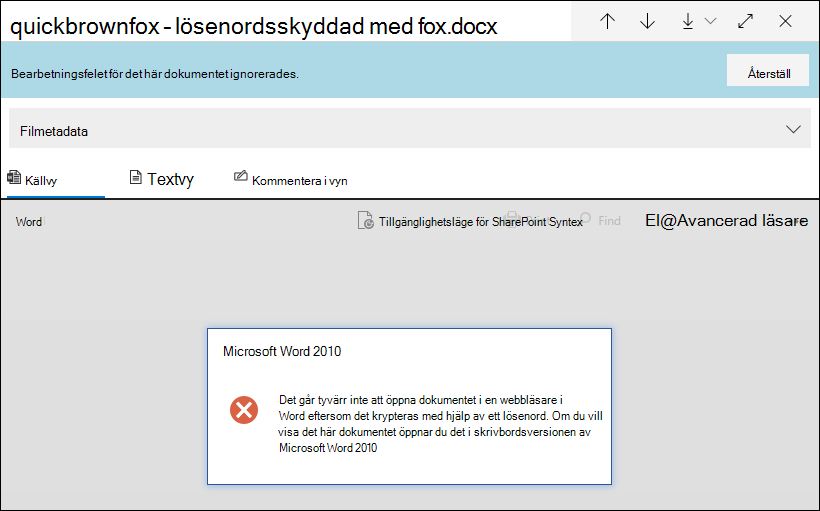 quickbrownfox - lösenordsskyddad med fox.docx
Bearbetningsfelet för det här dokumentet ignorerades.
Återställ
Filmetadata
Källvy
Textvy
Kommentera i vyn
Word
Tillgänglighetsläge för SharePoint Syntex
Find
El@Avancerad läsare
Microsoft Word 2010
Det går tyvärr inte att öppna dokumentet i en webbläsare i
Word eftersom det krypteras med hjälp av ett lösenord. Om du vill
visa det här dokumentet öppnar du det i skrivbordsversionen av
Microsoft Word 2010